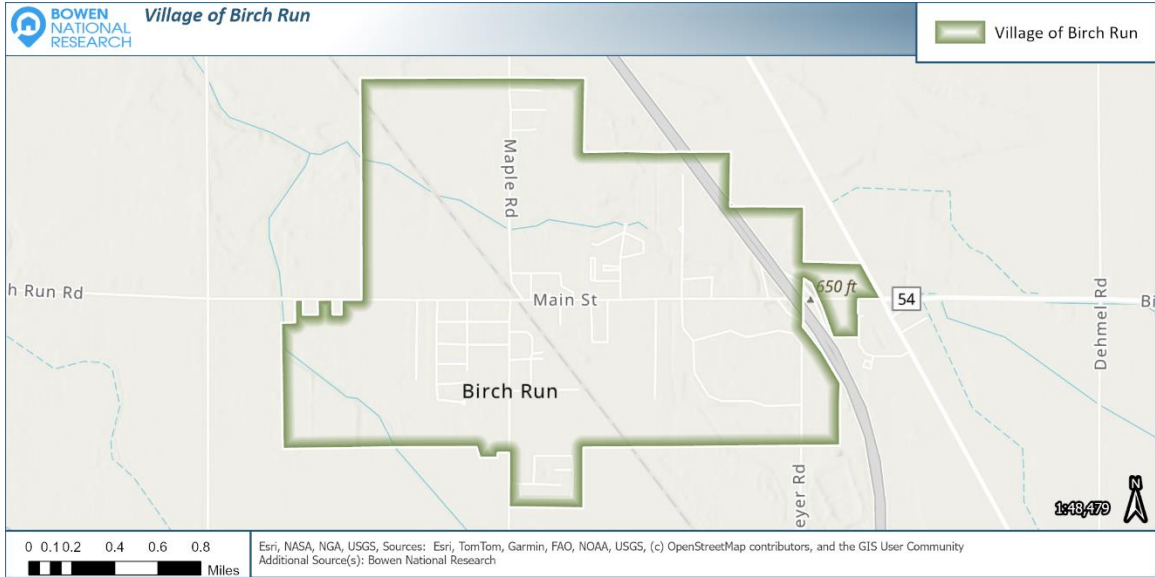 BOWEN
NATIONAL
RESEARCH
Village of Birch Run
Village of Birch Run
Maple Rd
650 ft
h Run Rd
Main St
54
Bi
Dehmel Rd
Birch Run
eyer Rd
N
1:48,479
0 0.1 0.2 0.4 0.6 0.8
Miles
Esri, NASA, NGA, USGS, Sources: Esri, TomTom, Garmin, FAO, NOAA, USGS, (c) OpenStreetMap contributors, and the GIS User Community
Additional Source(s): Bowen National Research